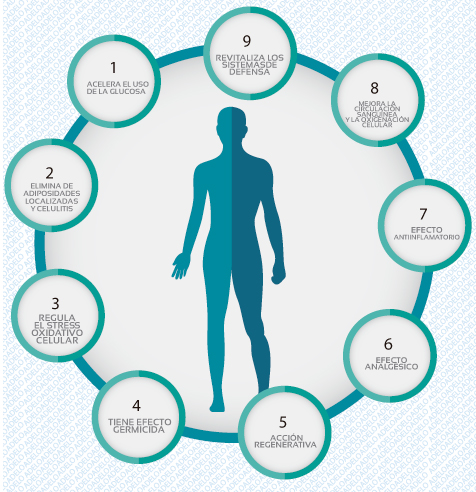 1
ACELERA EL USO
DE LA GLUCOSA
2
ELIMINA DE
ADIPOSIDADES
LOCALIZADAS
Y CELULITIS
3
REGULA
EL STRESS
OXIDATIVO
CELULAR
4
TIENE EFECTO
GERMICIDA
5
ACCIÓN
REGENERATIVA
6
EFECTO
ANALGÉSICO
7
EFECTO
ANTIINFLAMATORIO
8
MEJORA LA
CIRCULACIÓN
SANGUÍNEA
Y LA OXIGENACIÓN
CELULAR
9
REVITALIZA LOS
SISTEMASDE
DEFENSA